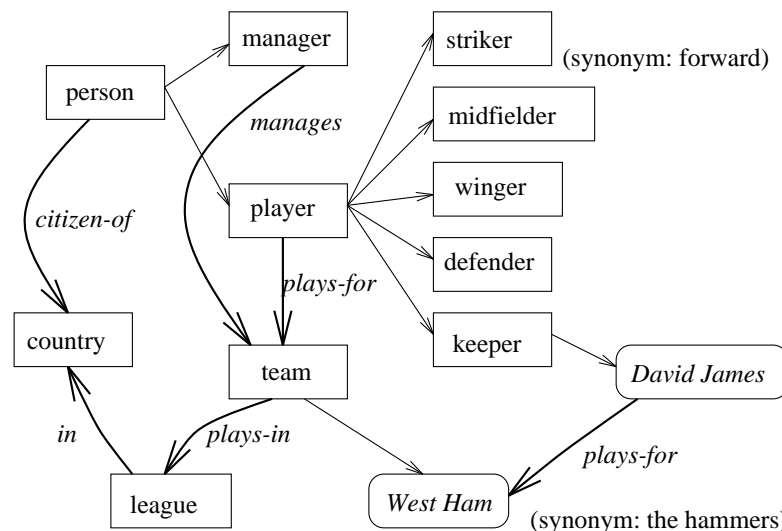 manager
striker
(synonym: forward)
person
manages
midfielder
winger
player
citizen-of
defender
plays-for
country
keeper
team
David James
in
plays-in
plays-for
league
West Ham
(synonym: the hammers)